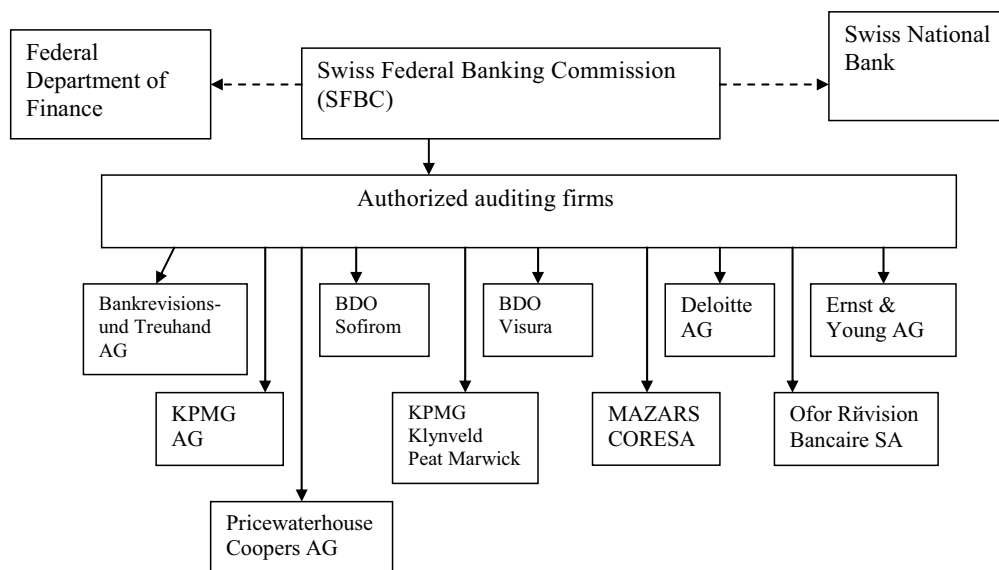 Federal
Department of
Finance
Swiss Federal Banking Commission
(SFBC)
Swiss National
Bank
Authorized auditing firms
Bankrevisions-
und Treuhand
AG
BDO
Sofirom
BDO
Visura
Deloitte
AG
Ernst &
Young AG
KPMG
AG
KPMG
Klynveld
Peat Marwick
MAZARS
CORESA
Ofor Rйvision
Bancaire SA
Pricewaterhouse
Coopers AG